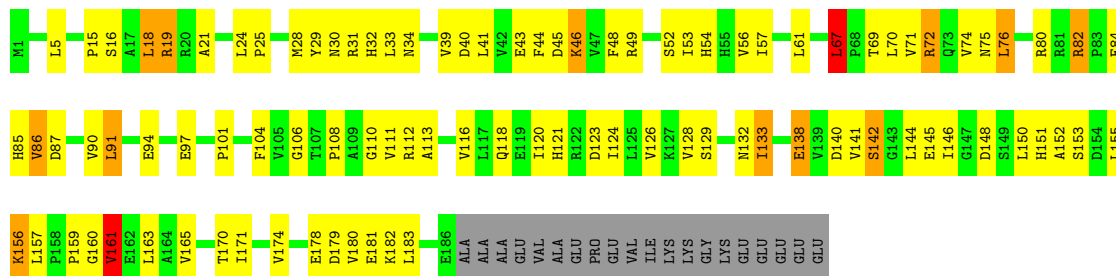 M1 L5 P15 S16 A17 L18 R19 R20 A21 L24 P25 M28 Y29 N30 R31 H32 L33 N34 V39 D40 L41 V42 E43 F44 D45 K46 V47 F48 R49 S52 I53 H54 H55 V56 I57 L61 L67 P68 T69 L70 V71 R72 Q73 V74 N75 L76 R80 R81 R82 P83 E84
H85 V86 D87 V90 L91 E94 E97 P101 F104 V105 G106 T107 P108 A109 G110 V111 R112 A113 V116 L117 Q118 E119 I120 H121 R122 D123 I124 L125 V126 K127 V128 S129 N132 I133 E138 V139 D140 V141 S142 G143 L144 E145 I146 G147 D148 S149 L150 H151 A152 S153 D154 L155
K156 L157 P158 P159 G160 V161 E162 L163 A164 V165 T170 I171 V174 E178 D179 V180 E181 K182 L183 E186 ALA ALA ALA GLU VAL ALA GLU PRO VAL ILE LYS LYS GLY LYS GLU GLU GLU GLU GLU